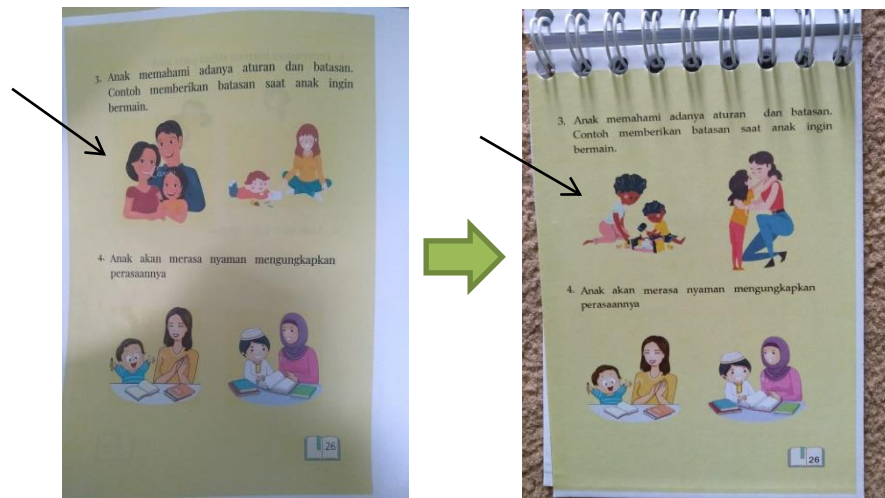 3. Anak memahami adanya aturan dan batasan.
Contoh memberikan batasan saat anak ingin
bermain.
4. Anak akan merasa nyaman mengungkapkan
perasaannya
26
3. Anak memahami adanya aturan dan batasan.
Contoh memberikan batasan saat anak ingin
bermain.
4. Anak akan merasa nyaman mengungkapkan
perasaannya
26